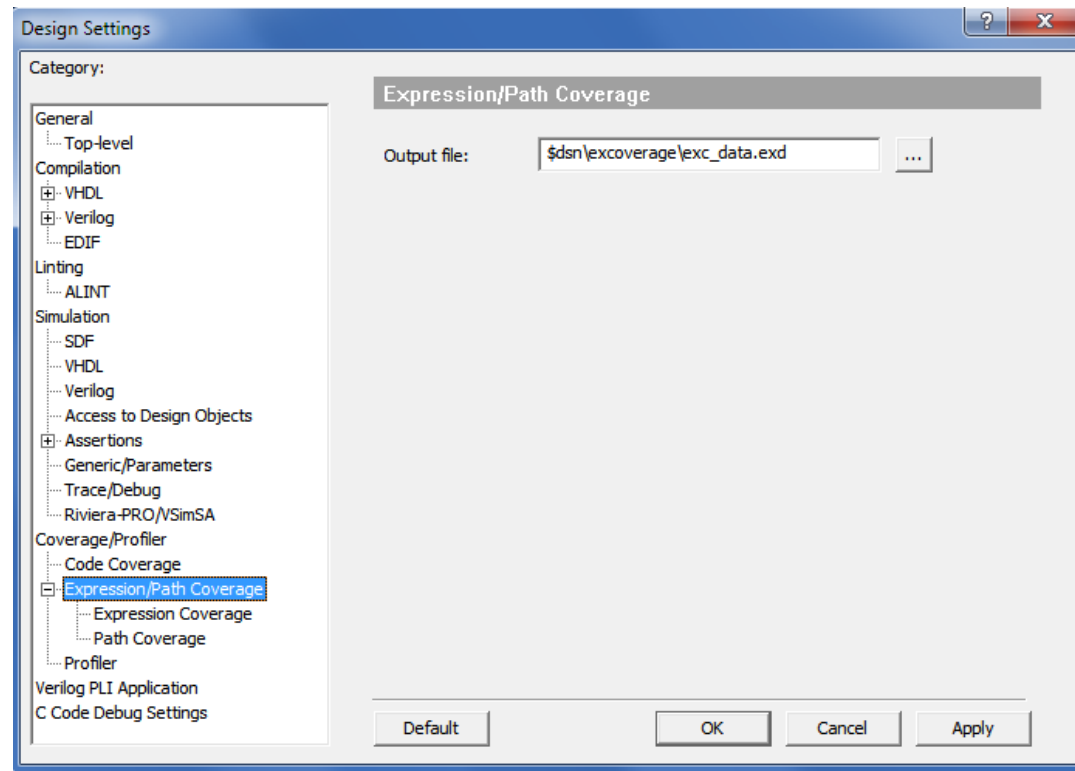 Design Settings
Category:
General
Top-level
Compilation
VHDL
Verilog
EDIF
Linting
ALINT
Simulation
SDF
VHDL
Verilog
Access to Design Objects
Assertions
Generic/Parameters
Trace/Debug
Riviera-PRO/VSimSA
Coverage/Profiler
Code Coverage
Expression/Path Coverage
Expression Coverage
Path Coverage
Profiler
Verilog PLI Application
C Code Debug Settings
Expression/Path Coverage
Output file: $dsn\excoverage\exc_data.exd ...
Default OK Cancel Apply